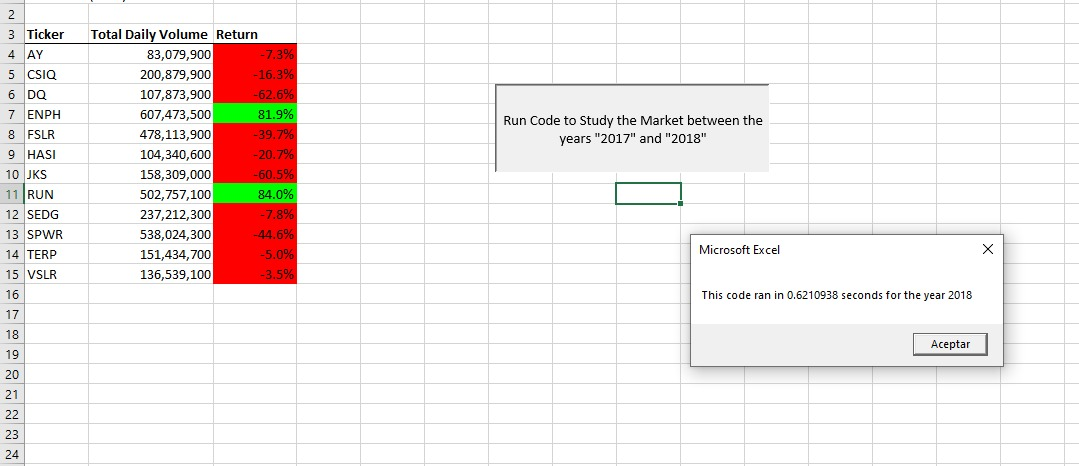 2
3 Ticker Total Daily Volume Return
4 AY 83,079,900 -7.3%
5 CSIQ 200,879,900 -16.3%
6 DQ 107,873,900 -62.6%
7 ENPH 607,473,500 81.9%
8 FSLR 478,113,900 -39.7%
9 HASI 104,340,600 -20.7%
10 JKS 158,309,000 -60.5%
11 RUN 502,757,100 84.0%
12 SEDG 237,212,300 -7.8%
13 SPWR 538,024,300 -44.6%
14 TERP 151,434,700 -5.0%
15 VSLR 136,539,100 -3.5%
16
17
18
19
20
21
22
23
24
Run Code to Study the Market between the
years "2017" and "2018"
Microsoft Excel
This code ran in 0.6210938 seconds for the year 2018
Aceptar